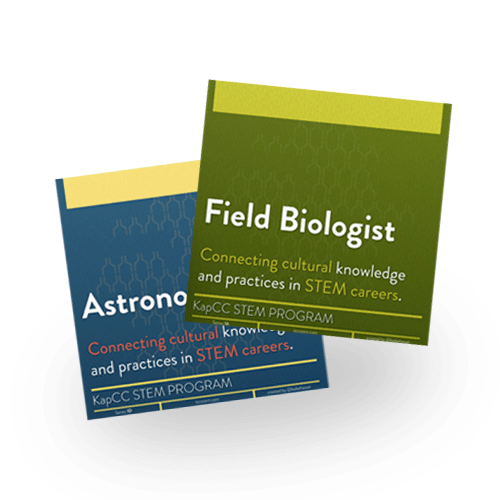 Field Biologist
Connecting cultural knowledge
and practices in STEM careers.
KapCC STEM PROGRAM
Astrono
Connecting cultural knowledg
and practices in STEM careers.
KapCC STEM PROGRAM